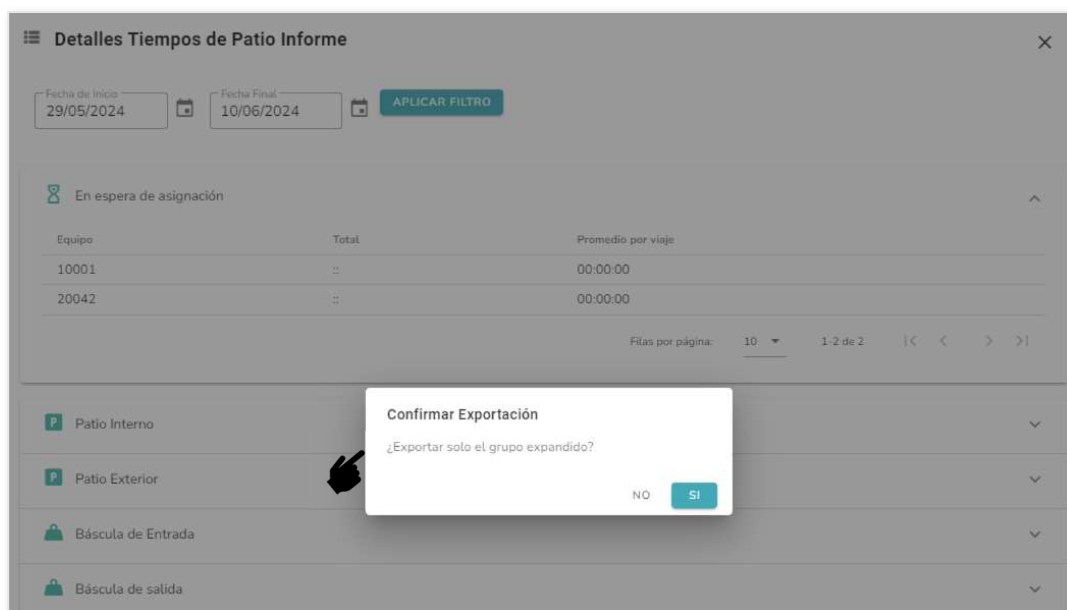 Detalles Tiempos de Patio Informe
Fecha de Inicio
Fecha Final
29/05/2024
10/06/2024
APLICAR FILTRO
En espera de asignación
Equipo Total Promedio por viaje
10001 :: 00:00:00
20042 :: 00:00:00
Filas por página: 10 1-2 de 2
Confirmar Exportación
¿Exportar solo el grupo expandido?
NO SI
P Patio Interno
P Patio Exterior
Báscula de Entrada
Báscula de salida